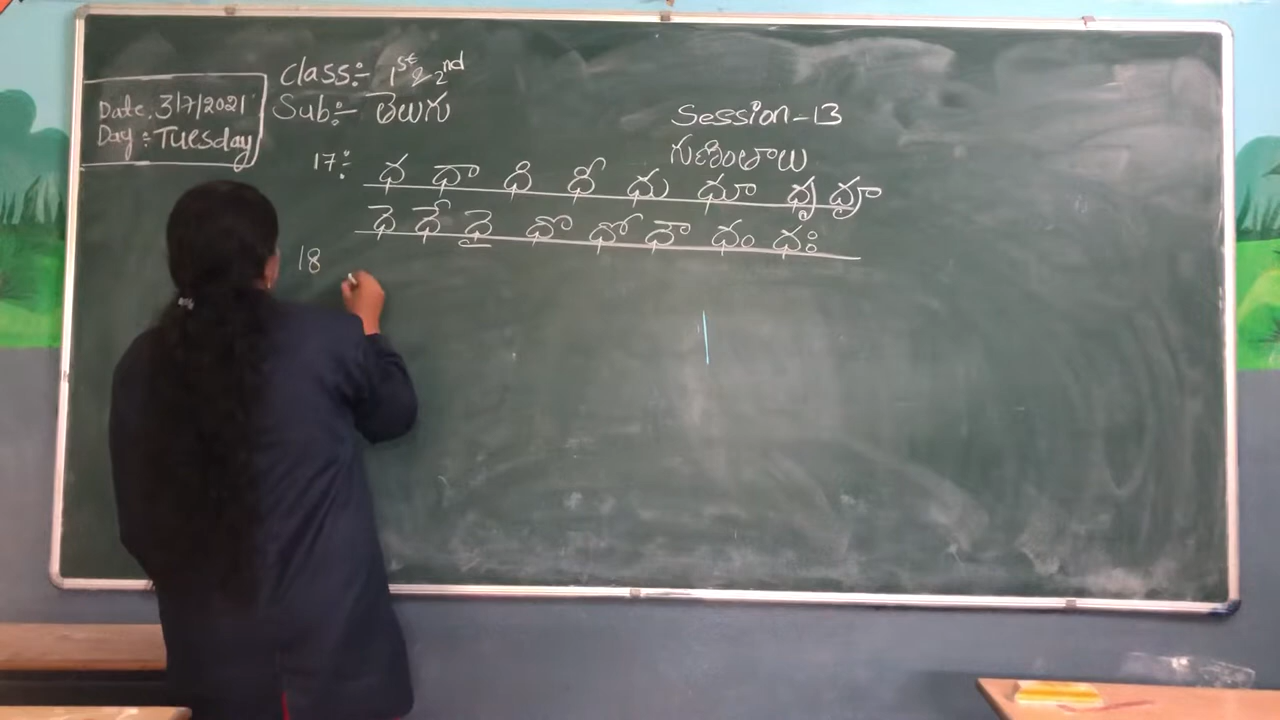 Date. 3/7/2021
Day : Tuesday
Class:- 1st & 2nd
Sub:- తెలుగు
Session-13
గుణింతాలు
17: ధ ధా ధి ధీ ధు ధూ ధృ ధౄ
ధె ధే ధై ధొ ధో ధౌ ధం ధః
18